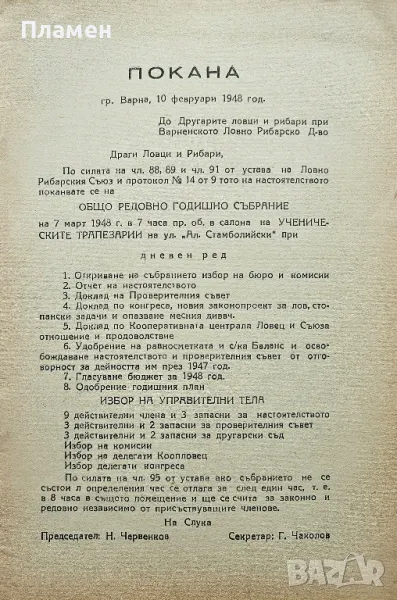 Пламен
ПОКАНА
гр. Варна, 10 февруари 1948 год.
До Другарите ловци и рибари при
Варненското Ловно Рибарско Д-во
Драги Ловци и Рибари,
По силата на чл. 88, 89 и чл. 91 от устава на Ловно
Рибарския Съюз и протокол № 14 от 9 того на настоятелството
поканвате се на
ОБЩО РЕДОВНО ГОДИШНО СЪБРАНИЕ
на 7 март 1948 г. в 7 часа пр. об. в салона на УЧЕНИЧЕ-
СКИТЕ ТРАПЕЗАРИИ на ул. „Ал. Стамболийски" при
дневен ред
1. Откриване на събранието избор на бюро и комисии
2. Отчет на настоятелството
3. Доклад на Проверителния съвет
4. Доклад по конгреса, новия законопроект за лов, сто-
пански задачи и опазване месния дивеч.
5. Доклад по Кооперативната централа Ловец и Съюза
отношение и продоволствие
6. Удобрение на равносметката и с/ка Баланс и осво-
бождаване настоятелството и проверителния съвет от отго-
ворност за дейността им през 1947 год.
7. Гласуване бюджет за 1948 год.
8. Одобрение годишния план
ИЗБОР НА УПРАВИТЕЛНИ ТЕЛА
9 действителни члена и 3 запасни за настоятелството
3 действителни и 2 запасни за проверителния съвет
3 действителни и 2 запасни за другарски съд
Избор на комисии
Избор на делегати Кооплвец
Избор делегати конгреса
По силата на чл. 95 от устава ако събранието не се
състои л определения час се отлага за след един час, т. е.
в 8 часа в същото помещение и ще се счита за законно и
редовно независимо от присъствуващите членове.
На Слука
Председател: Н. Червенков
Секретар: Г. Чаколов
BAZAR